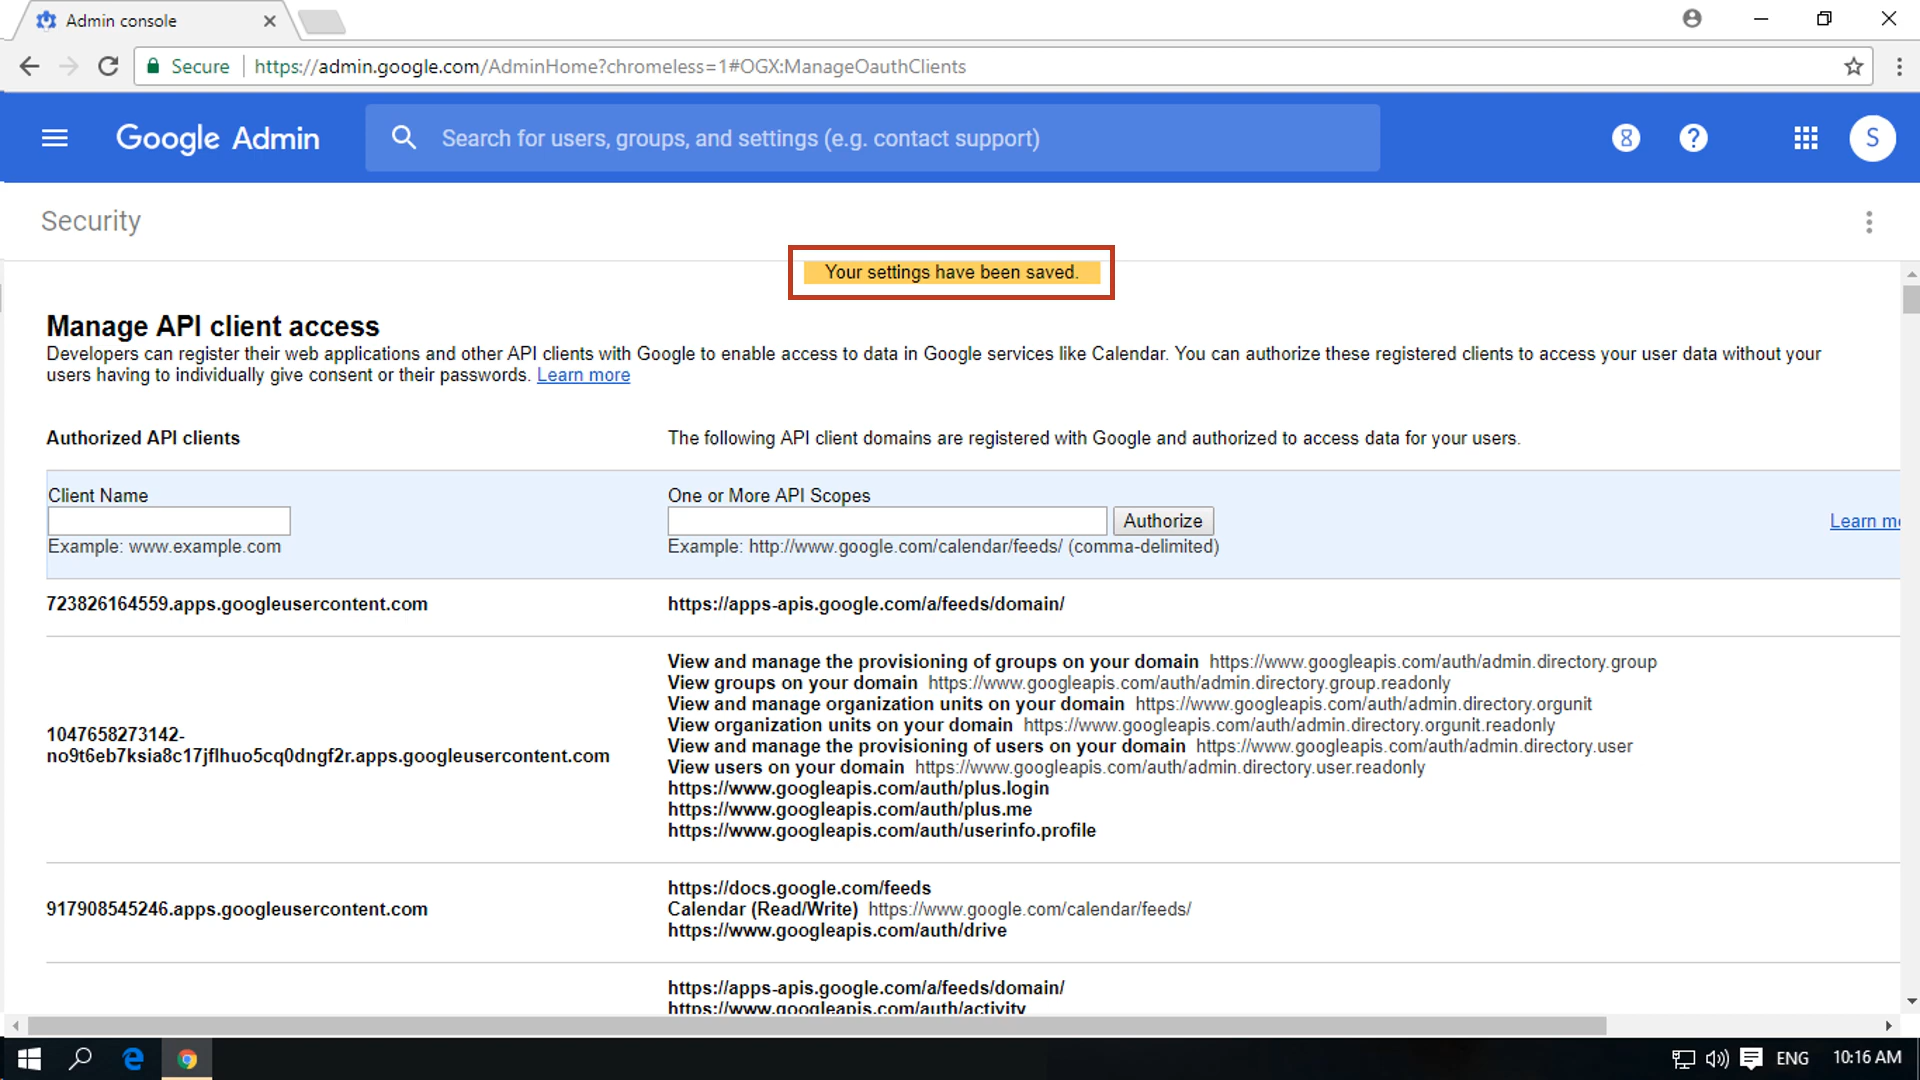 Admin console
Secure
https://admin.google.com/AdminHome?chromeless=1#OGX:ManageOauthClients
Google Admin
Search for users, groups, and settings (e.g. contact support)
8
?
S
Security
Your settings have been saved.
Manage API client access
Developers can register their web applications and other API clients with Google to enable access to data in Google services like Calendar. You can authorize these registered clients to access your user data without your
users having to individually give consent or their passwords. Learn more
Authorized API clients
The following API client domains are registered with Google and authorized to access data for your users.
Client Name
One or More API Scopes
Authorize
Learn mo
Example: www.example.com
Example: http://www.google.com/calendar/feeds/ (comma-delimited)
723826164559.apps.googleusercontent.com
https://apps-apis.google.com/a/feeds/domain/
View and manage the provisioning of groups on your domain https://www.googleapis.com/auth/admin.directory.group
View groups on your domain https://www.googleapis.com/auth/admin.directory.group.readonly
View and manage organization units on your domain https://www.googleapis.com/auth/admin.directory.orgunit
View organization units on your domain https://www.googleapis.com/auth/admin.directory.orgunit.readonly
View and manage the provisioning of users on your domain https://www.googleapis.com/auth/admin.directory.user
View users on your domain https://www.googleapis.com/auth/admin.directory.user.readonly
https://www.googleapis.com/auth/plus.login
https://www.googleapis.com/auth/plus.me
https://www.googleapis.com/auth/userinfo.profile
1047658273142-
no9t6eb7ksia8c17jflhuo5cq0dngf2r.apps.googleusercontent.com
917908545246.apps.googleusercontent.com
https://docs.google.com/feeds
Calendar (Read/Write) https://www.google.com/calendar/feeds/
https://www.googleapis.com/auth/drive
https://apps-apis.google.com/a/feeds/domain/
https://www.googleapis.com/auth/activity
ENG
10:16 AM